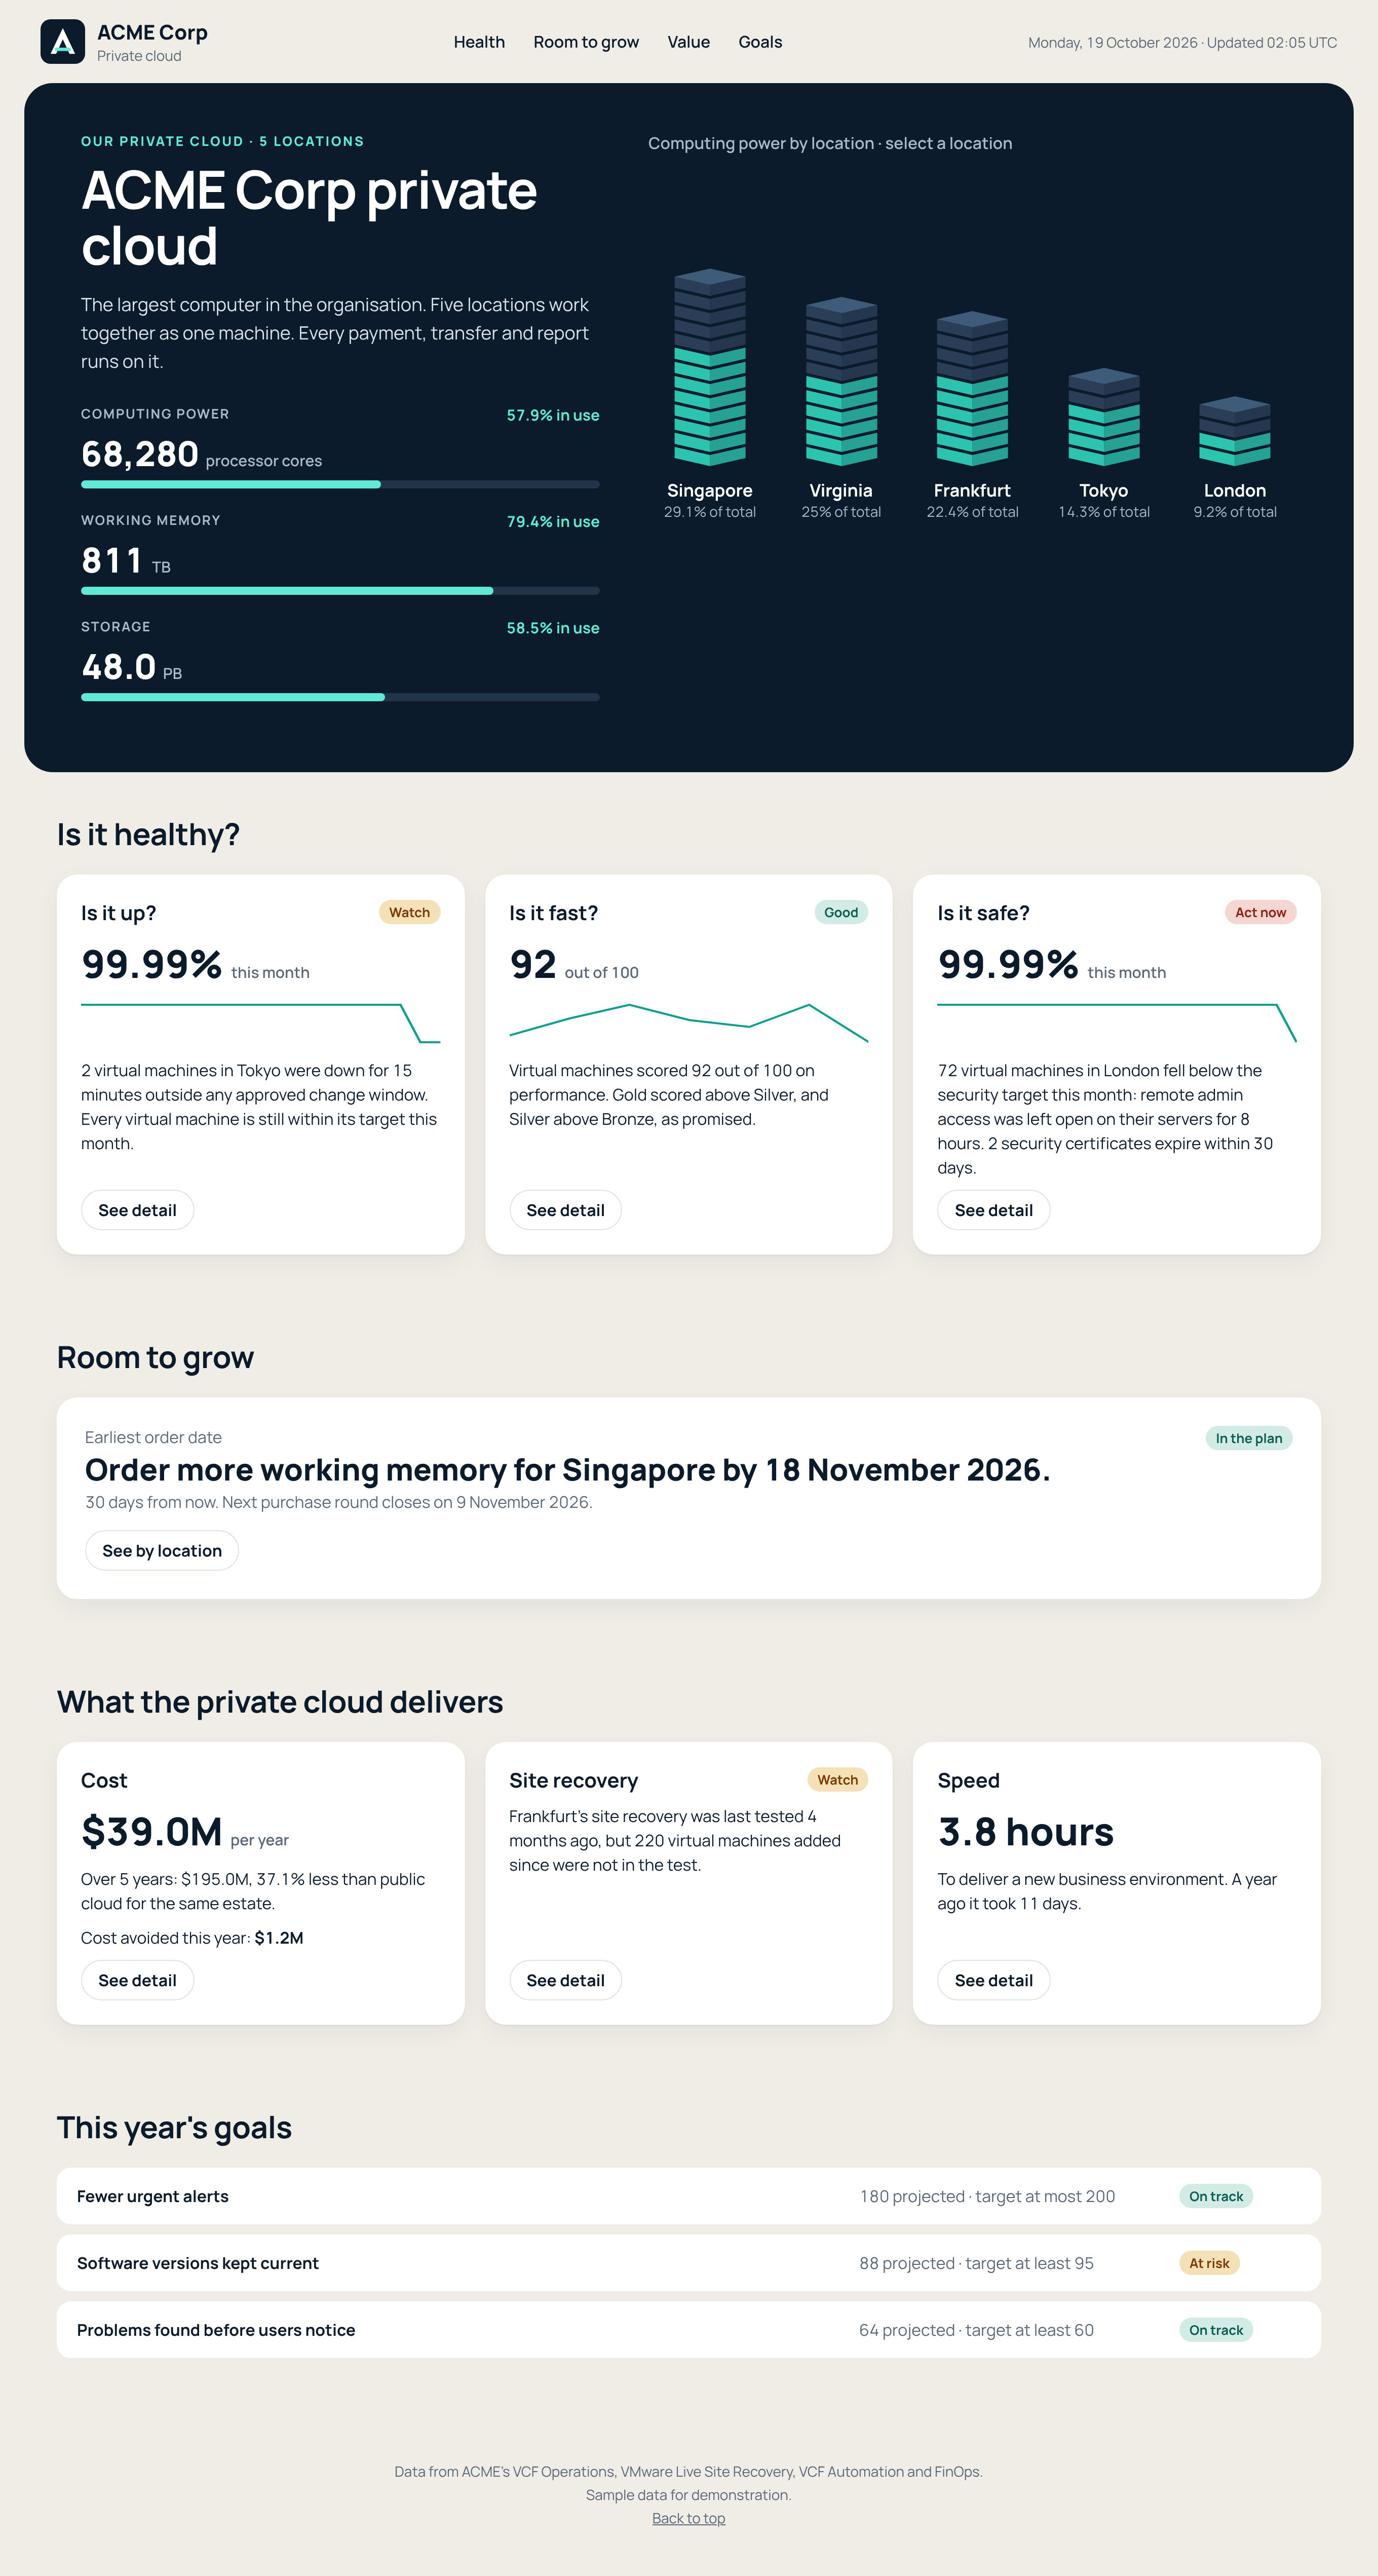 ACME Corp
Private cloud
Health
Room to grow
Value
Goals
Monday, 19 October 2026 · Updated 02:05 UTC
OUR PRIVATE CLOUD · 5 LOCATIONS
ACME Corp private
cloud
The largest computer in the organisation. Five locations work
together as one machine. Every payment, transfer and report
runs on it.
COMPUTING POWER
57.9% in use
68,280 processor cores
WORKING MEMORY
79.4% in use
811 TB
STORAGE
58.5% in use
48.0 PB
Computing power by location · select a location
Singapore
29.1% of total
Virginia
25% of total
Frankfurt
22.4% of total
Tokyo
14.3% of total
London
9.2% of total
Is it healthy?
Is it up?
Watch
99.99% this month
2 virtual machines in Tokyo were down for 15
minutes outside any approved change window.
Every virtual machine is still within its target this
month.
See detail
Is it fast?
Good
92 out of 100
Virtual machines scored 92 out of 100 on
performance. Gold scored above Silver, and
Silver above Bronze, as promised.
See detail
Is it safe?
Act now
99.99% this month
72 virtual machines in London fell below the
security target this month: remote admin
access was left open on their servers for 8
hours. 2 security certificates expire within 30
days.
See detail
Room to grow
Earliest order date
In the plan
Order more working memory for Singapore by 18 November 2026.
30 days from now. Next purchase round closes on 9 November 2026.
See by location
What the private cloud delivers
Cost
$39.0M per year
Over 5 years: $195.0M, 37.1% less than public
cloud for the same estate.
Cost avoided this year: $1.2M
See detail
Site recovery
Watch
Frankfurt's site recovery was last tested 4
months ago, but 220 virtual machines added
since were not in the test.
See detail
Speed
3.8 hours
To deliver a new business environment. A year
ago it took 11 days.
See detail
This year's goals
Fewer urgent alerts
180 projected · target at most 200
On track
Software versions kept current
88 projected · target at least 95
At risk
Problems found before users notice
64 projected · target at least 60
On track
Data from ACME's VCF Operations, VMware Live Site Recovery, VCF Automation and FinOps.
Sample data for demonstration.
Back to top